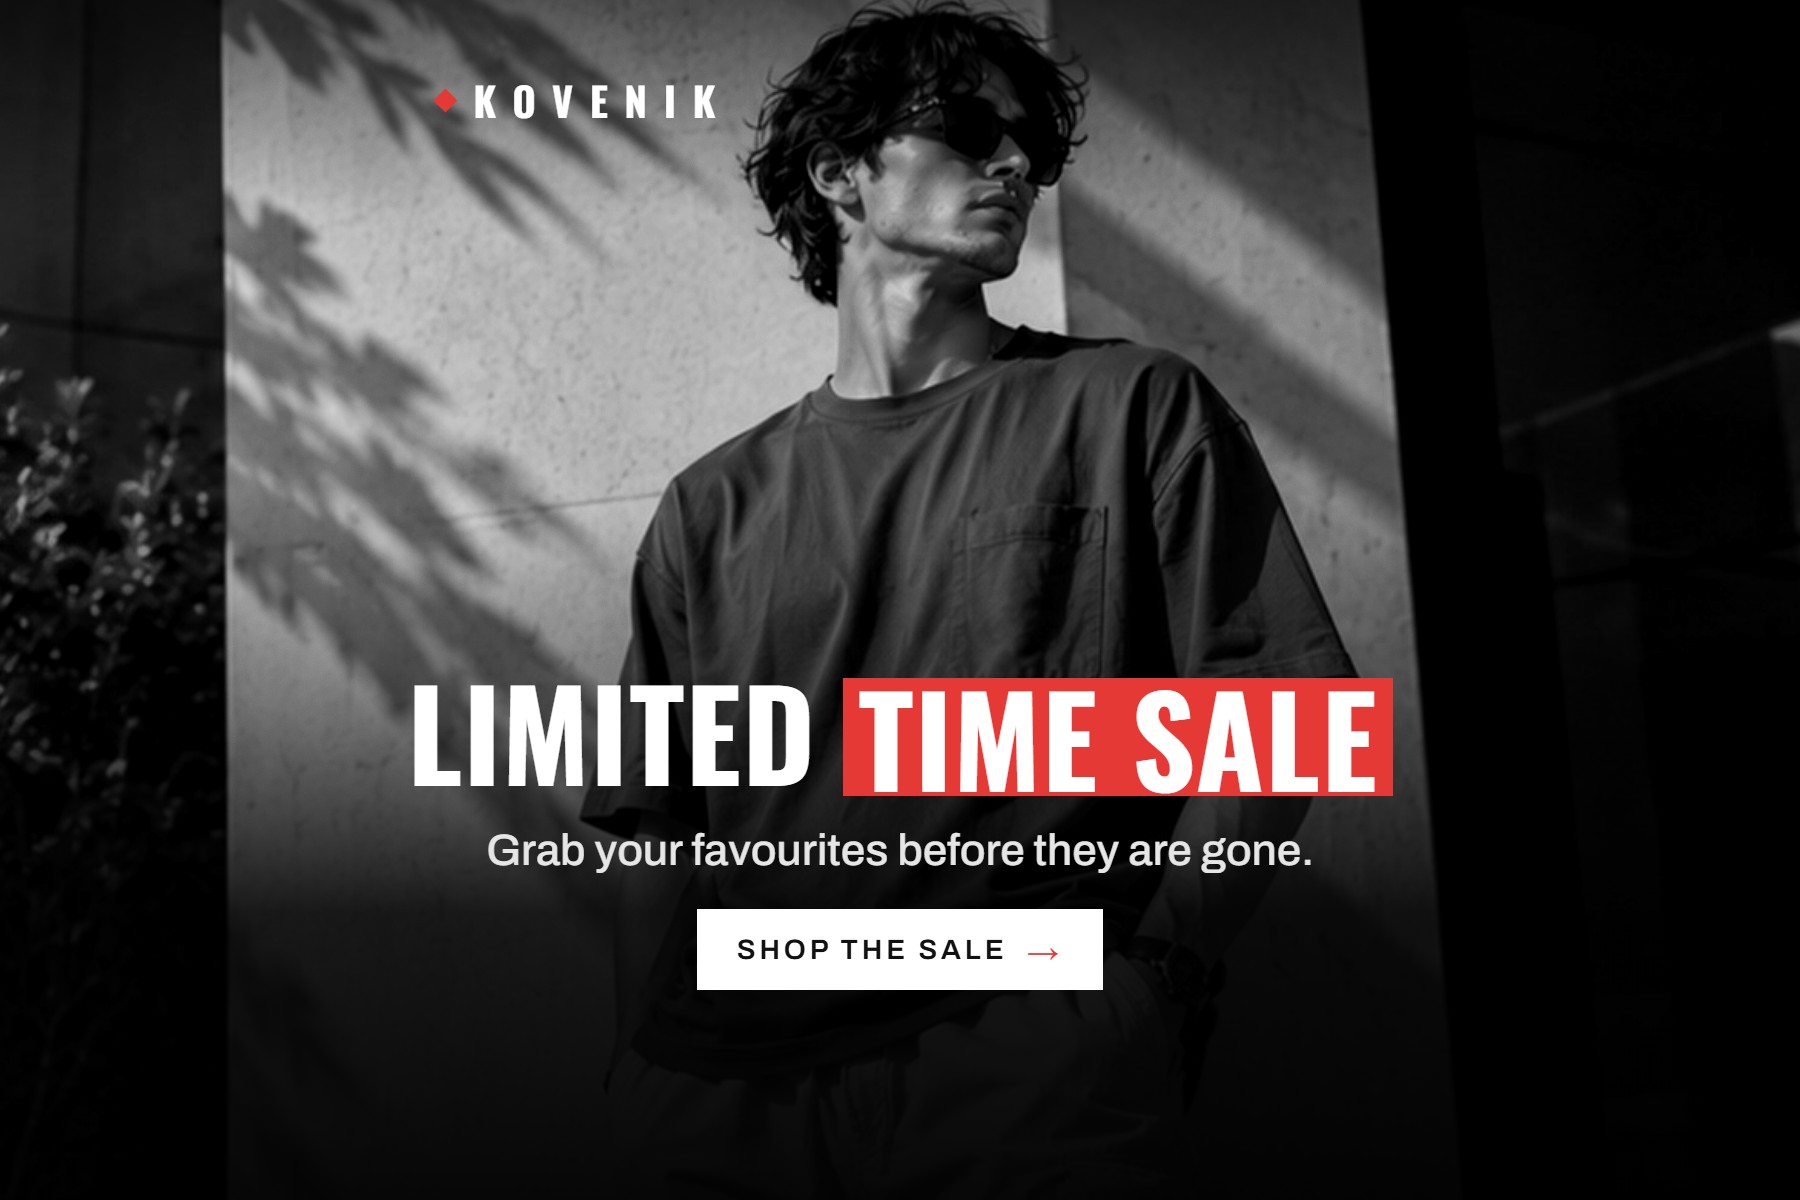 KOVENIK
LIMITED TIME SALE
Grab your favourites before they are gone.
SHOP THE SALE →